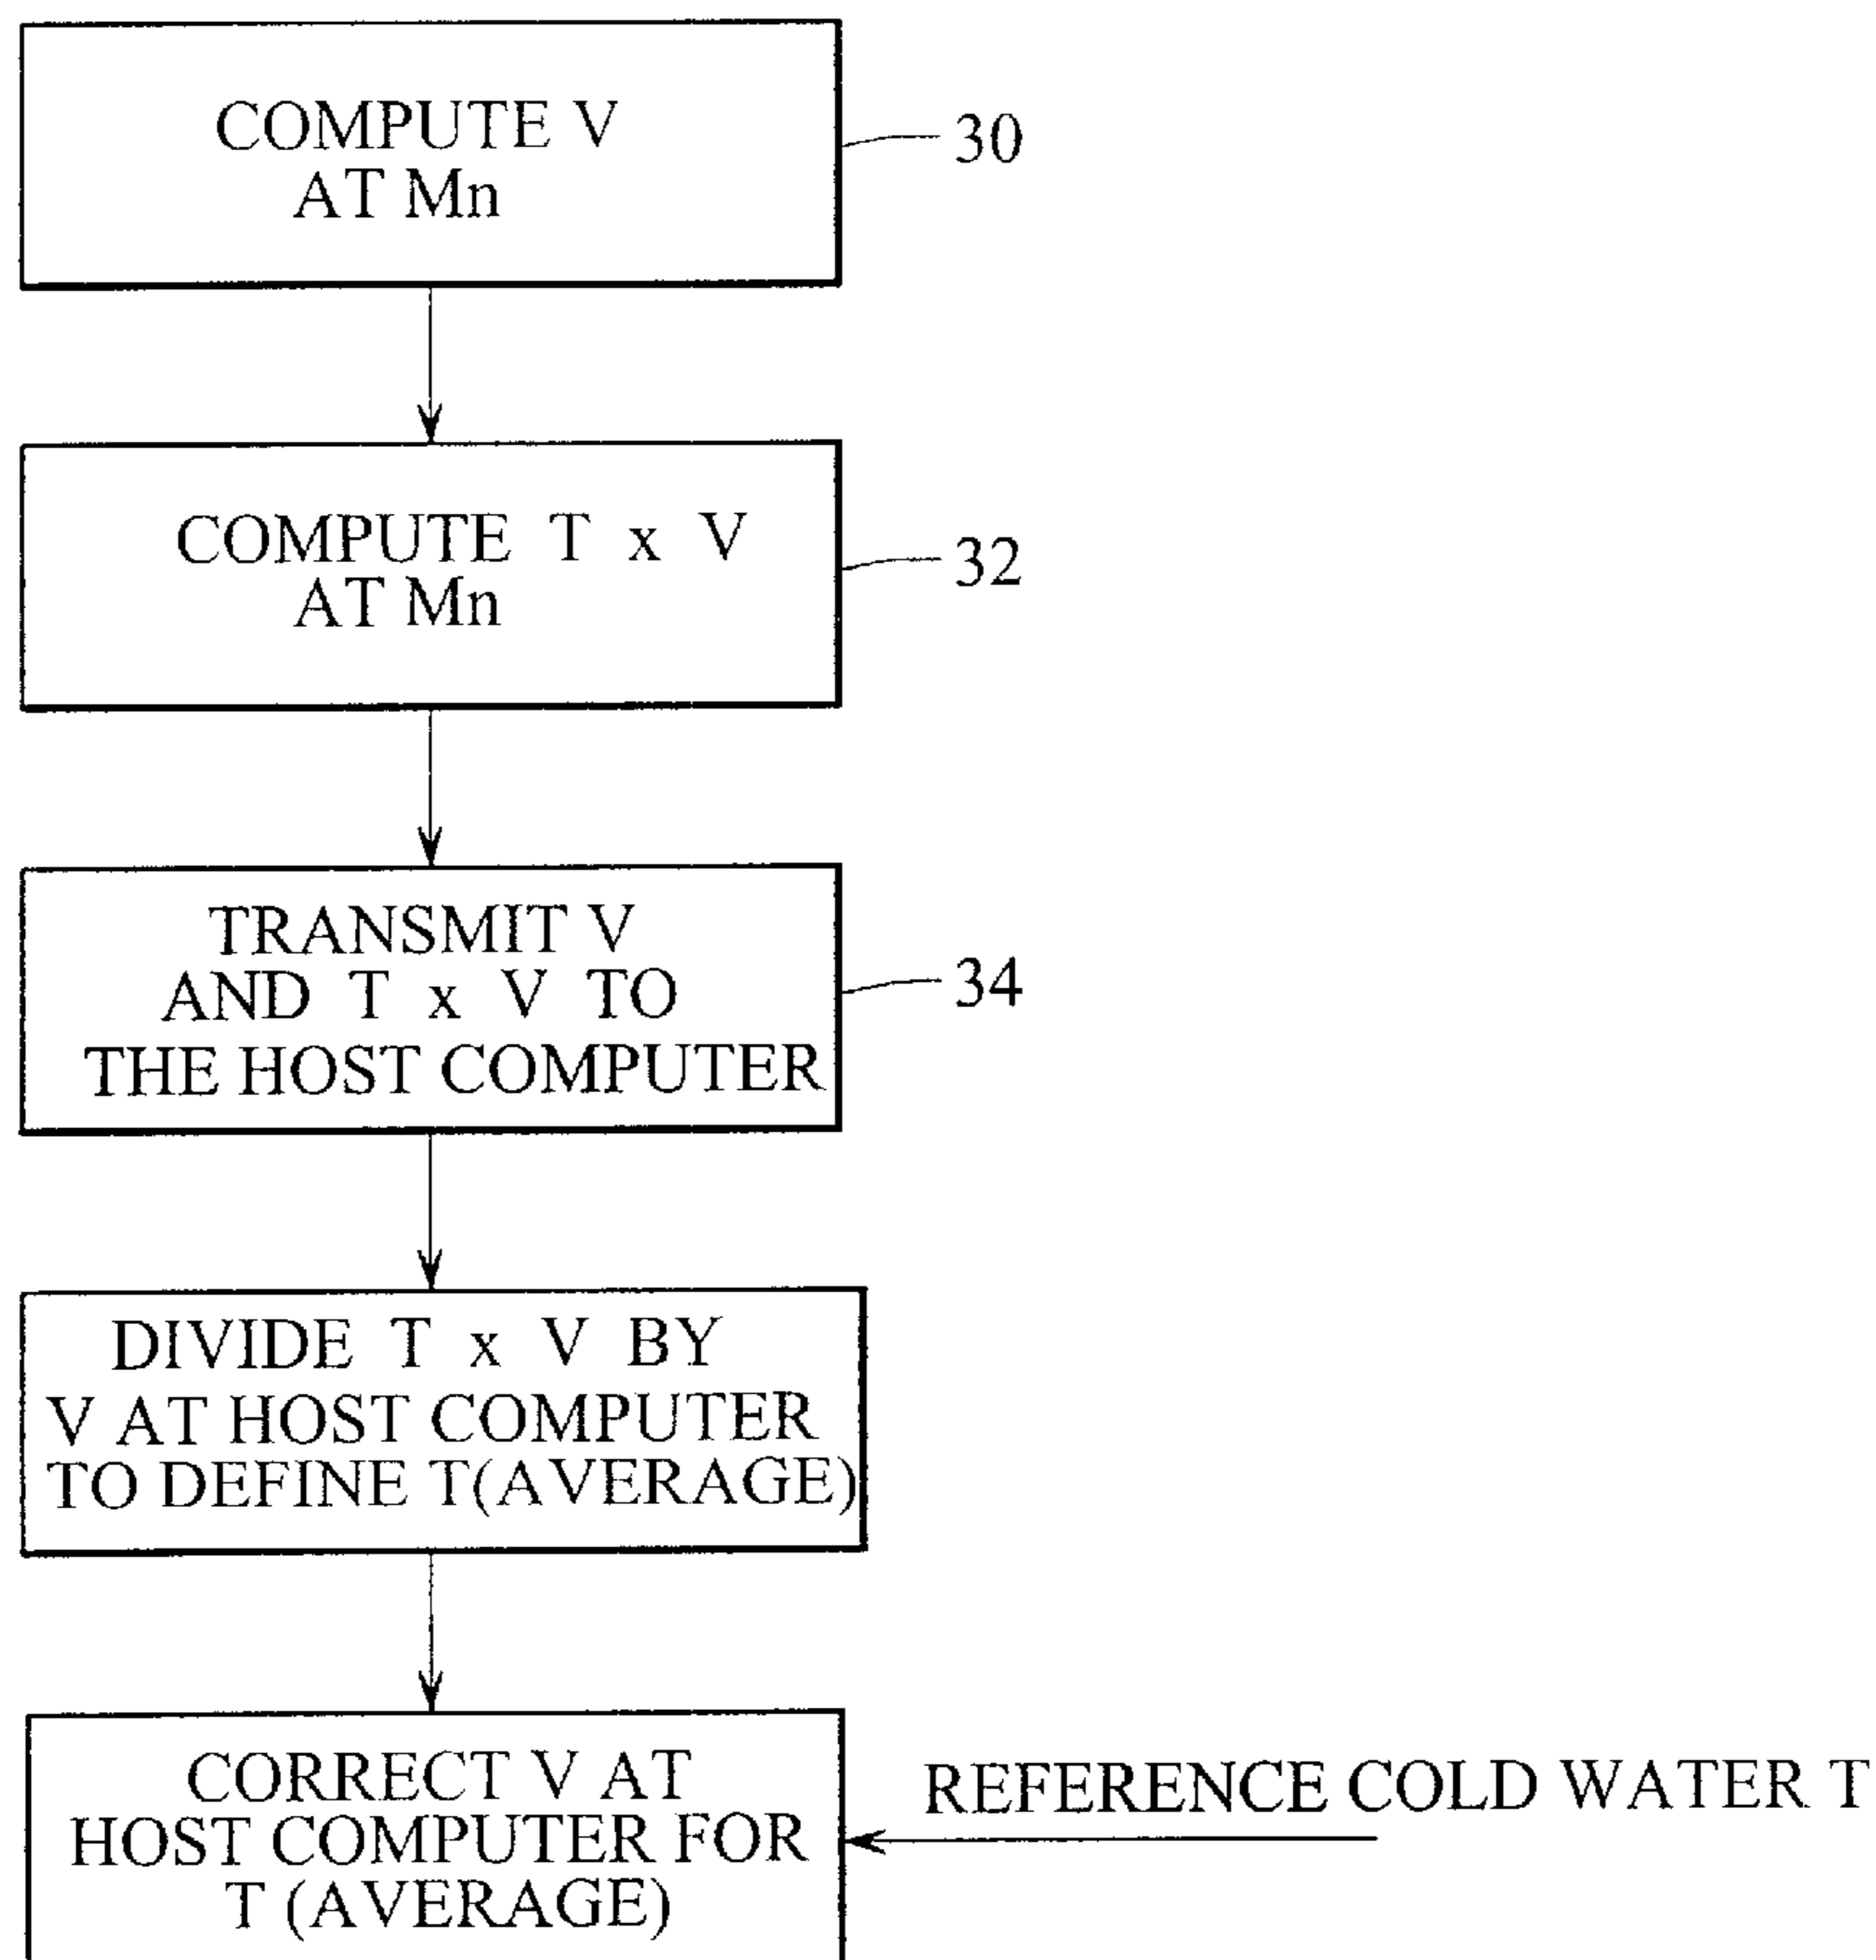 COMPUTE V
AT Mn
30
COMPUTE T x V
AT Mn
32
TRANSMIT V
AND T x V TO
THE HOST COMPUTER
34
DIVIDE T x V BY
V AT HOST COMPUTER
TO DEFINE T(AVERAGE)
CORRECT V AT
HOST COMPUTER FOR
T (AVERAGE)
REFERENCE COLD WATER T